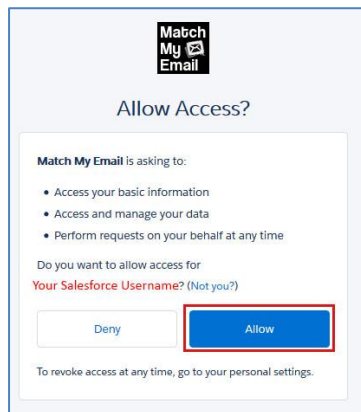 Match
My
Email
Allow Access?
Match My Email is asking to:
• Access your basic information
• Access and manage your data
• Perform requests on your behalf at any time
Do you want to allow access for
Your Salesforce Username? (Not you?)
Deny
Allow
To revoke access at any time, go to your personal settings.